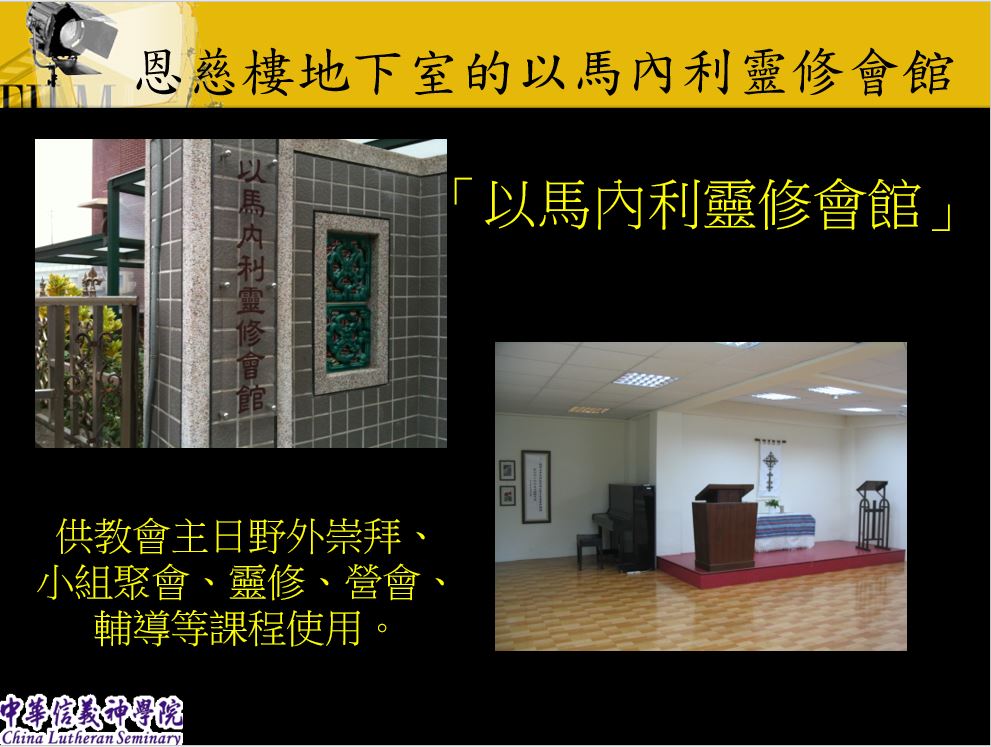 恩慈樓地下室的以馬內利靈修會館
以馬內利靈修會館
「以馬內利靈修會館」
供教會主日野外崇拜、
小組聚會、靈修、營會、
輔導等課程使用。
中華信義神學院
China Lutheran Seminary